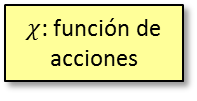 χ: función de
acciones